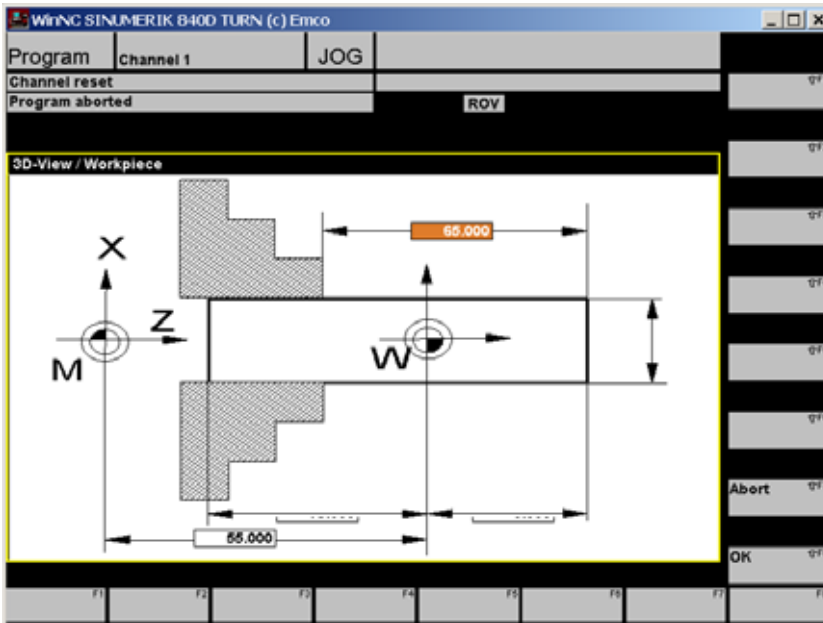 WinNC SINUMERIK 840D TURN (c) Emco
Program
Channel 1
JOG
Channel reset
Program aborted
ROV
3D-View / Workpiece
65.000
X
Z
M
W
55.000
Abort
OK
F1 F2 F3 F4 F5 F6 F7